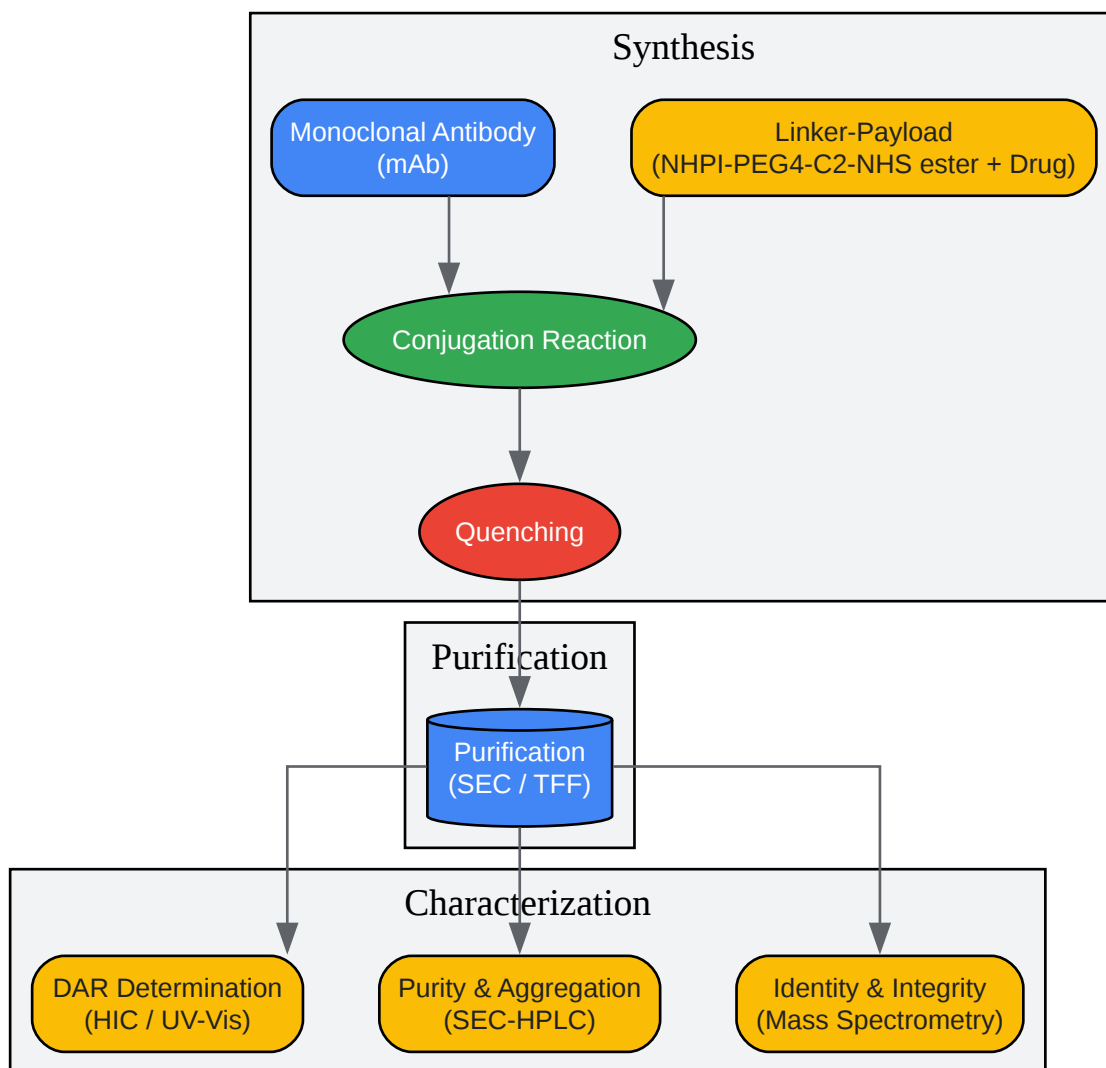 Synthesis
Monoclonal Antibody
(mAb)
Linker-Payload
(NHPI-PEG4-C2-NHS ester + Drug)
Conjugation Reaction
Quenching
Purification
Purification
(SEC / TFF)
Characterization
DAR Determination
(HIC / UV-Vis)
Purity & Aggregation
(SEC-HPLC)
Identity & Integrity
(Mass Spectrometry)